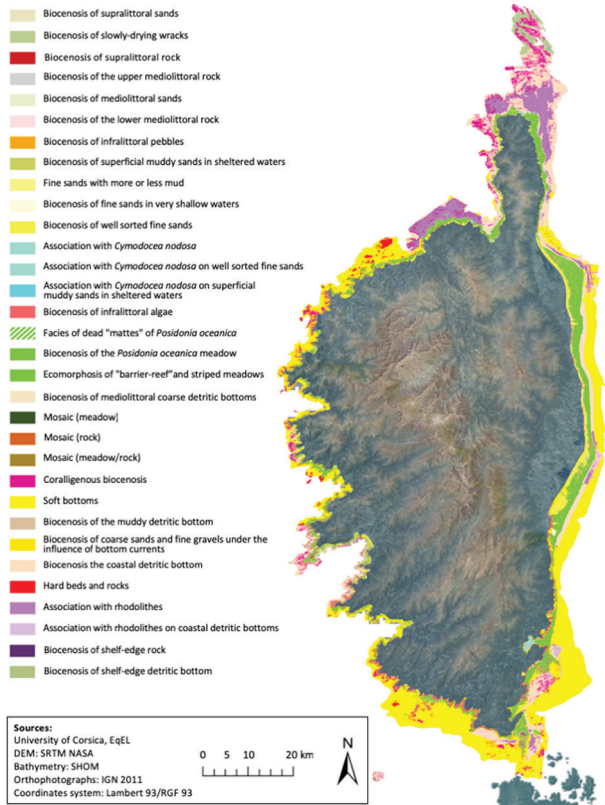 Biocenosis of supralittoral sands
Biocenosis of slowly-drying wracks
Biocenosis of supralittoral rock
Biocenosis of the upper mediolittoral rock
Biocenosis of mediolittoral sands
Biocenosis of the lower mediolittoral rock
Biocenosis of infralittoral pebbles
Biocenosis of superficial muddy sands in sheltered waters
Fine sands with more or less mud
Biocenosis of fine sands in very shallow waters
Biocenosis of well sorted fine sands
Association with Cymodocea nodosa
Association with Cymodocea nodosa on well sorted fine sands
Association with Cymodocea nodosa on superficial
muddy sands in sheltered waters
Biocenosis of infralittoral algae
Facies of dead "mattes" of Posidonia oceanica
Biocenosis of the Posidonia oceanica meadow
Ecomorphosis of "barrier-reef"and striped meadows
Biocenosis of mediolittoral coarse detritic bottoms
Mosaic (meadow)
Mosaic (rock)
Mosaic (meadow/rock)
Coralligenous biocenosis
Soft bottoms
Biocenosis of the muddy detritic bottom
Biocenosis of coarse sands and fine gravels under the
influence of bottom currents
Biocenosis the coastal detritic bottom
Hard beds and rocks
Association with rhodolithes
Association with rhodolithes on coastal detritic bottoms
Biocenosis of shelf-edge rock
Biocenosis of shelf-edge detritic bottom
Sources:
University of Corsica, EqEL
DEM: SRTM NASA
Bathymetry: SHOM
Orthophotographs: IGN 2011
Coordinates system: Lambert 93/RGF 93
0 5 10 20 km
N